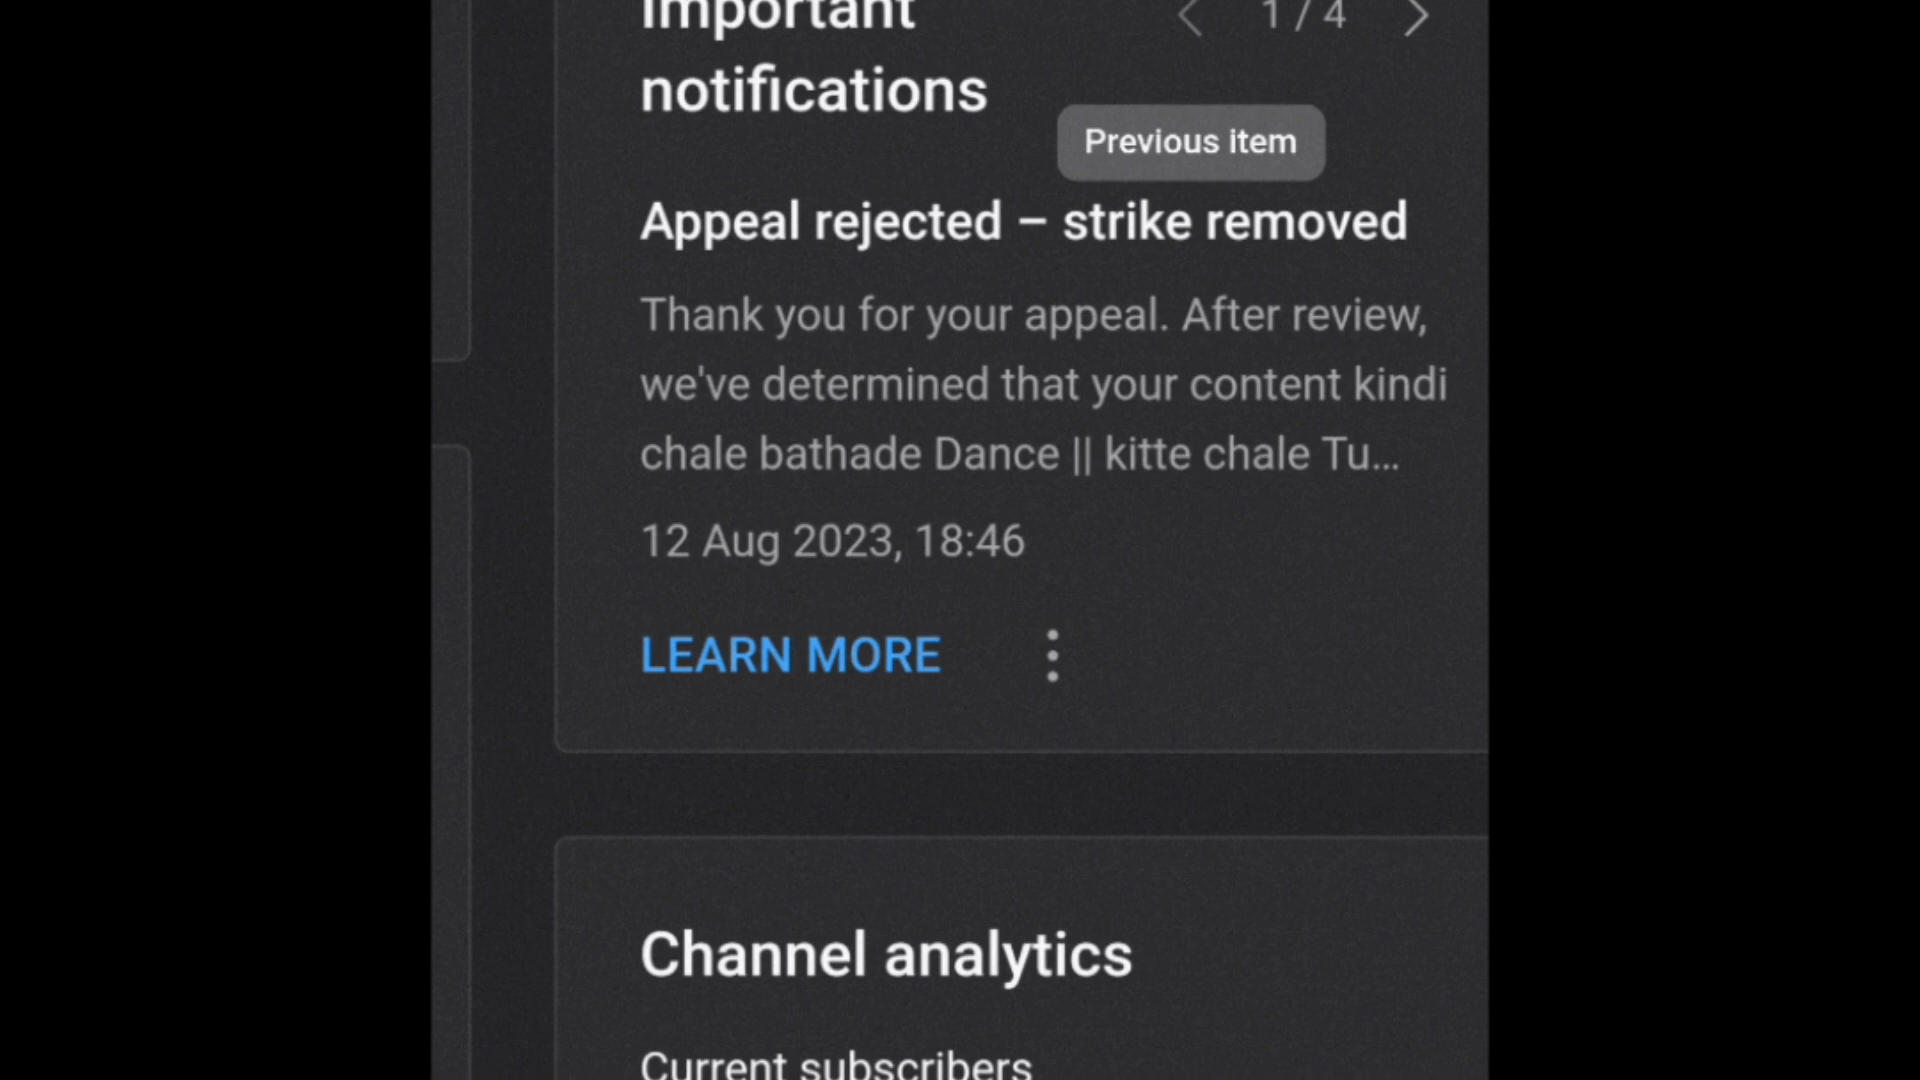 Important
1 / 4
notifications
Previous item
Appeal rejected – strike removed
Thank you for your appeal. After review,
we've determined that your content kindi
chale bathade Dance || kitte chale Tu...
12 Aug 2023, 18:46
LEARN MORE
Channel analytics
Current subscribers